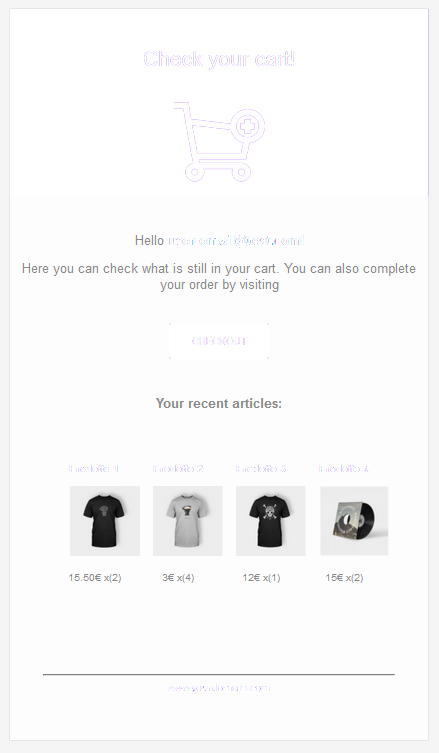 Check your cart!
Hello
Here you can check what is still in your cart. You can also complete
your order by visiting
CHECKOUT
Your recent articles:
Prodotto 1 Prodotto 2 Prodotto 3 Prodotto 4
15.50€ x(2) 3€ x(4) 12€ x(1) 15€ x(2)